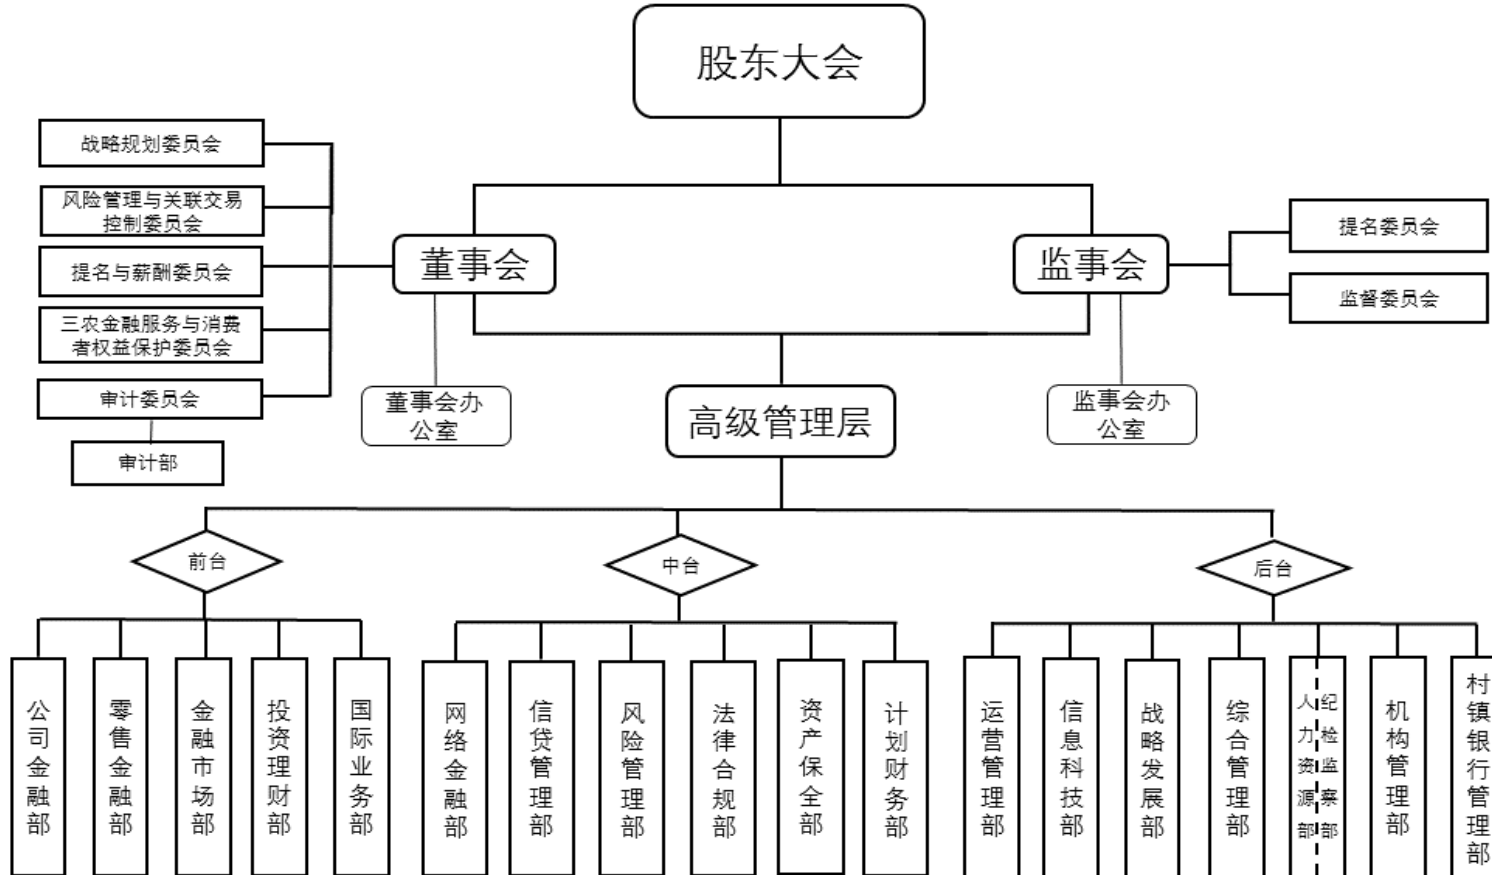 股东大会
战略规划委员会
风险管理与关联交易
控制委员会
提名与薪酬委员会
三农金融服务与消费
者权益保护委员会
审计委员会
审计部
董事会
监事会
提名委员会
监督委员会
董事会办
公室
高级管理层
监事会办
公室
前台
中台
后台
公司金融部
零售金融部
金融市场部
投资理财部
国际业务部
网络金融部
信贷管理部
风险管理部
法律合规部
资产保全部
计划财务部
运营管理部
信息科技部
战略发展部
综合管理部
人力资源部
纪检监察部
机构管理部
村镇银行管理部